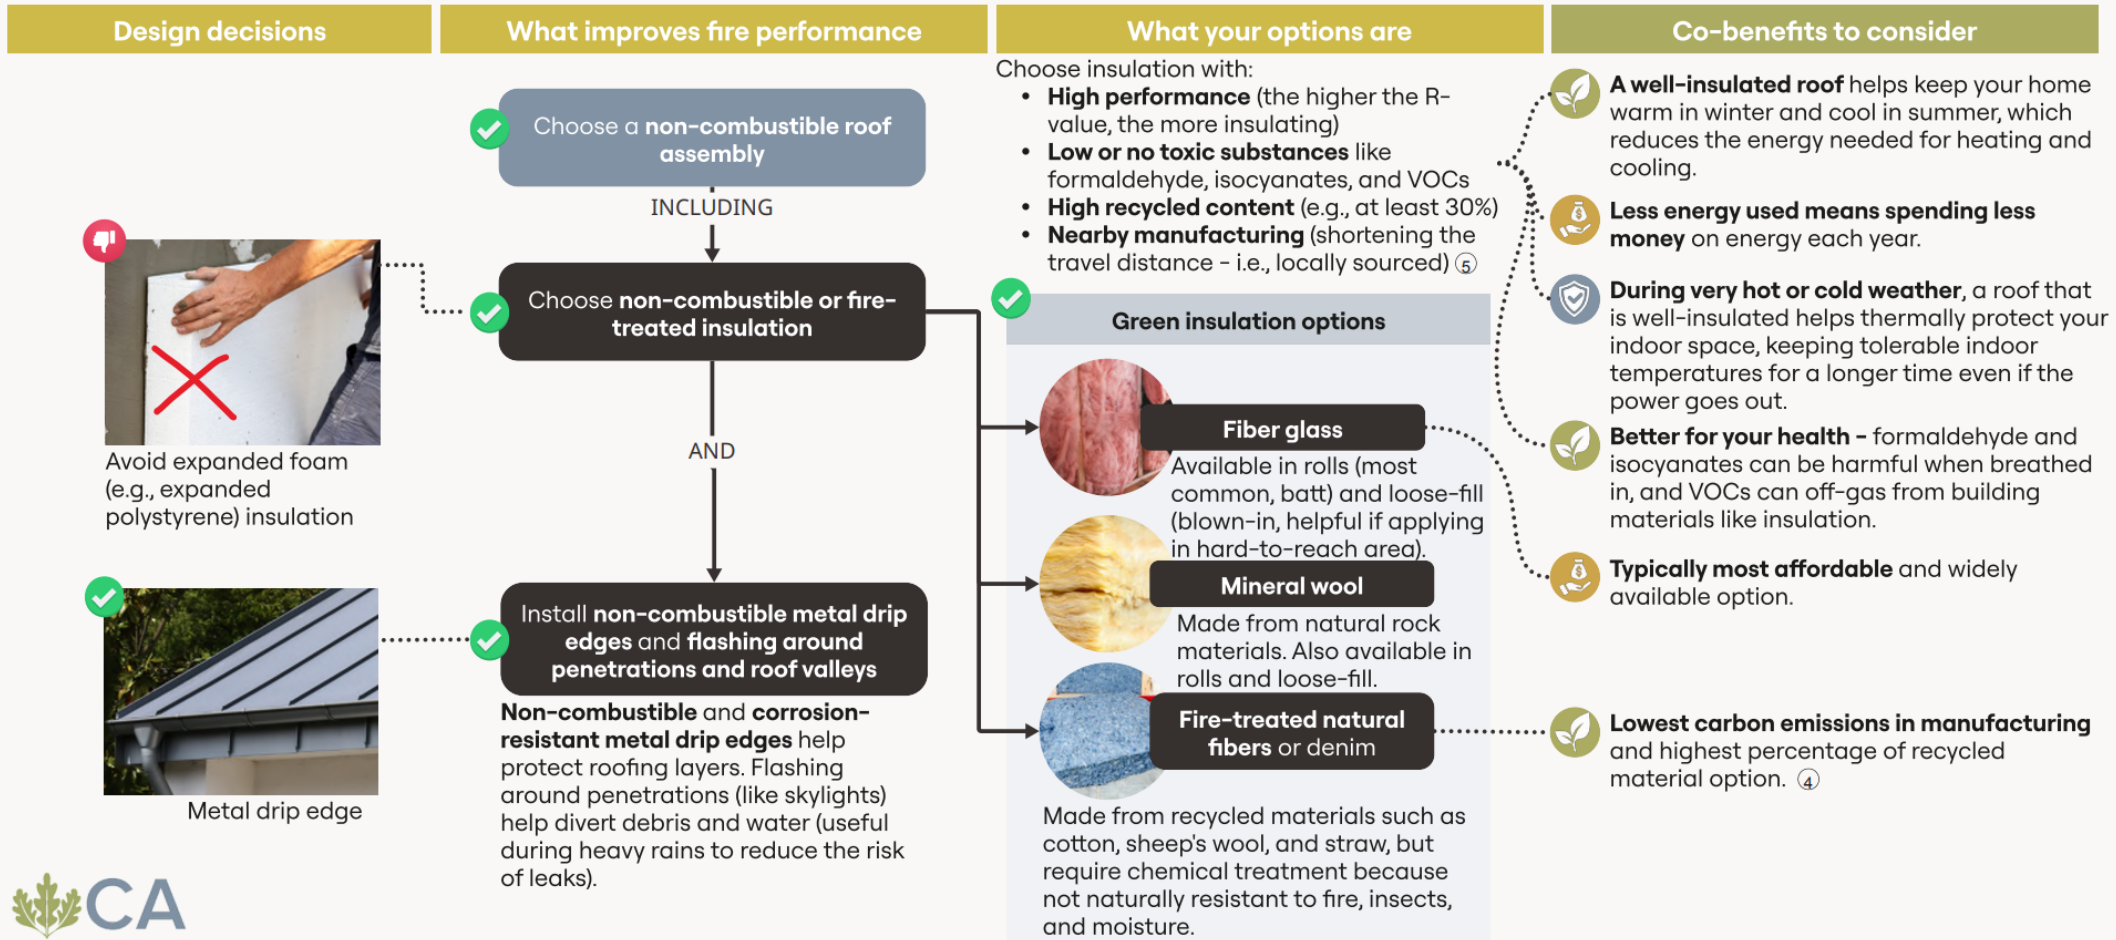 Design decisions
What improves fire performance
What your options are
Co-benefits to consider
Avoid expanded foam
(e.g., expanded
polystyrene) insulation
Metal drip edge
CA
Choose a non-combustible roof
assembly
INCLUDING
Choose non-combustible or fire-
treated insulation
AND
Install non-combustible metal drip
edges and flashing around
penetrations and roof valleys
Non-combustible and corrosion-
resistant metal drip edges help
protect roofing layers. Flashing
around penetrations (like skylights)
help divert debris and water (useful
during heavy rains to reduce the risk
of leaks).
Choose insulation with:
• High performance (the higher the R-
value, the more insulating)
• Low or no toxic substances like
formaldehyde, isocyanates, and VOCs
• High recycled content (e.g., at least 30%)
• Nearby manufacturing (shortening the
travel distance - i.e., locally sourced) 5
Green insulation options
Fiber glass
Available in rolls (most
common, batt) and loose-fill
(blown-in, helpful if applying
in hard-to-reach area).
Mineral wool
Made from natural rock
materials. Also available in
rolls and loose-fill.
Fire-treated natural
fibers or denim
Made from recycled materials such as
cotton, sheep's wool, and straw, but
require chemical treatment because
not naturally resistant to fire, insects,
and moisture.
A well-insulated roof helps keep your home
warm in winter and cool in summer, which
reduces the energy needed for heating and
cooling.
Less energy used means spending less
money on energy each year.
During very hot or cold weather, a roof that
is well-insulated helps thermally protect your
indoor space, keeping tolerable indoor
temperatures for a longer time even if the
power goes out.
Better for your health - formaldehyde and
isocyanates can be harmful when breathed
in, and VOCs can off-gas from building
materials like insulation.
Typically most affordable and widely
available option.
Lowest carbon emissions in manufacturing
and highest percentage of recycled
material option. 4